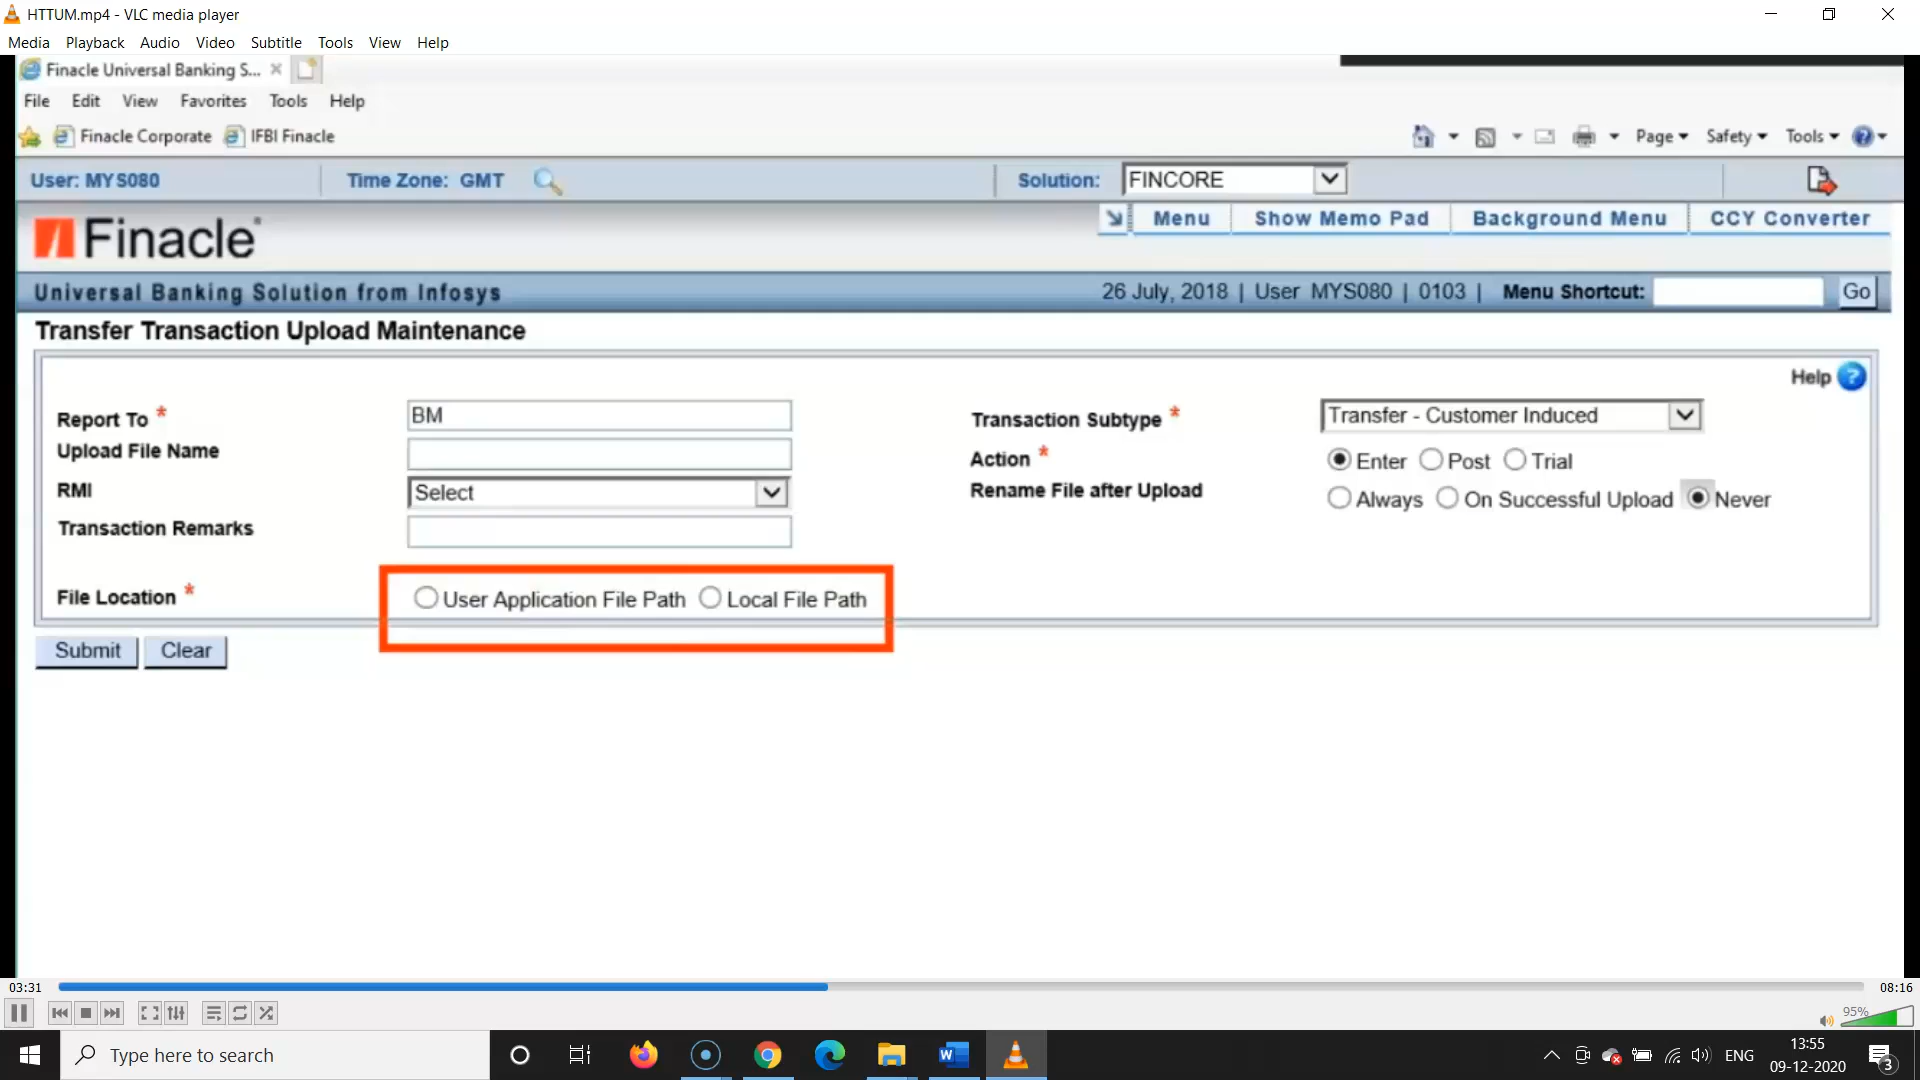 HTTUM.mp4 - VLC media player
Media Playback Audio Video Subtitle Tools View Help
Finacle Universal Banking S...
File Edit View Favorites Tools Help
Finacle Corporate IFBI Finacle
Page Safety Tools
User: MYS080 Time Zone: GMT Solution: FINCORE
Menu Show Memo Pad Background Menu CCY Converter
Finacle
Universal Banking Solution from Infosys 26 July, 2018 | User MYS080 | 0103 | Menu Shortcut: Go
Transfer Transaction Upload Maintenance
Help ?
Report To * BM Transaction Subtype * Transfer - Customer Induced
Upload File Name Action * Enter Post Trial
RMI Select Rename File after Upload Always On Successful Upload Never
Transaction Remarks
File Location * User Application File Path Local File Path
Submit Clear
03:31 08:16
95%
Type here to search
ENG
13:55
09-12-2020
3